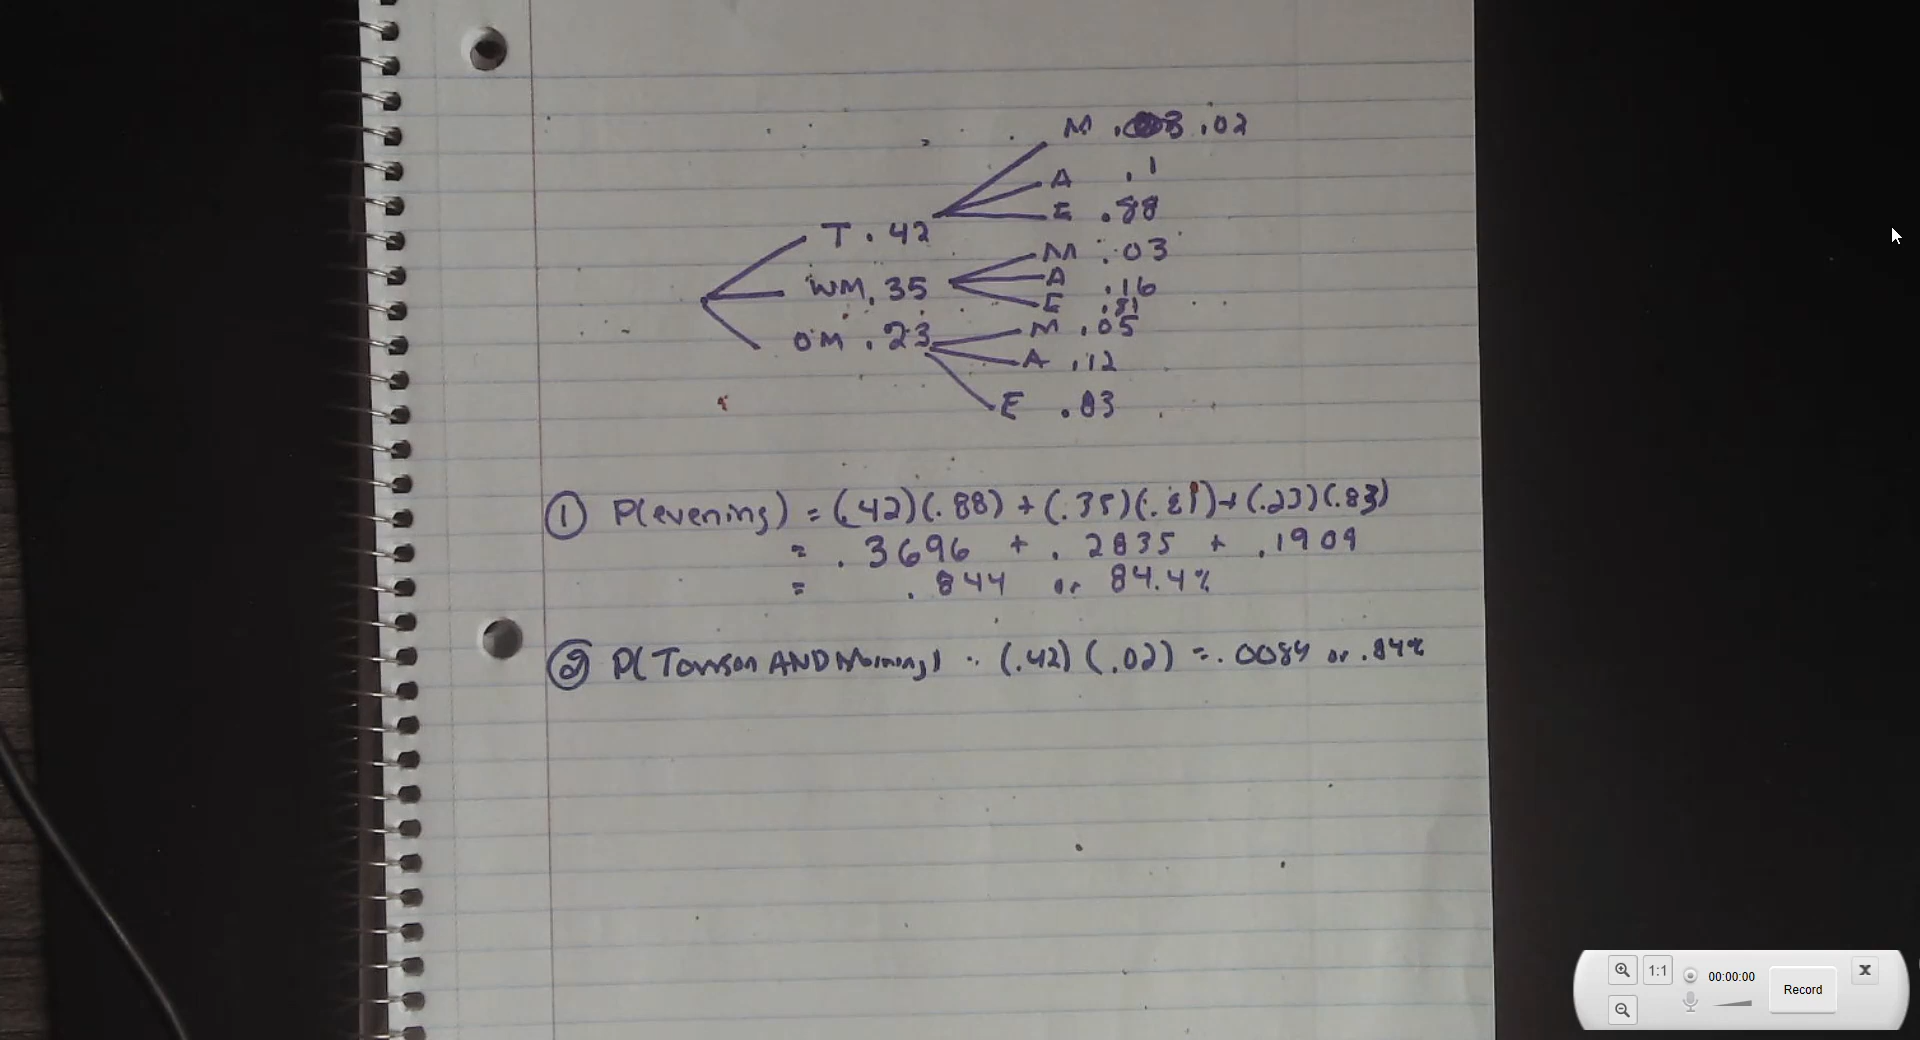 M .02
A .1
E .88
T .42
M .03
WM .35
A .16
E .81
OM .23
M .05
A .12
E .83
① P(evening) = (.42)(.88) + (.35)(.81) + (.23)(.83)
= .3696 + .2835 + .1909
= .844 or 84.4%
② P(Towson AND Morning) = (.42)(.02) = .0084 or .84%
1:1
00:00:00
Record
x